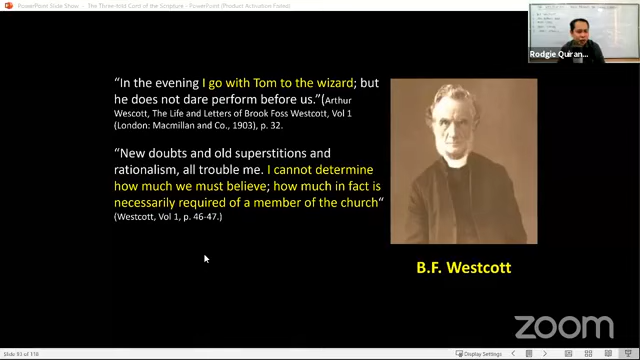 PowerPoint Slide Show - The Three-fold Cord of the Scripture - PowerPoint (Product Activation Failed)
Rodgie Quiran...
“In the evening I go with Tom to the wizard; but
he does not dare perform before us.”(Arthur
Wescott, The Life and Letters of Brook Foss Westcott, Vol 1
(London: Macmillan and Co., 1903), p. 32.
“New doubts and old superstitions and
rationalism, all trouble me. I cannot determine
how much we must believe; how much in fact is
necessarily required of a member of the church“
(Westcott, Vol 1, p. 46-47.)
B.F. Westcott
zoom
Slide 93 of 118
Display Settings